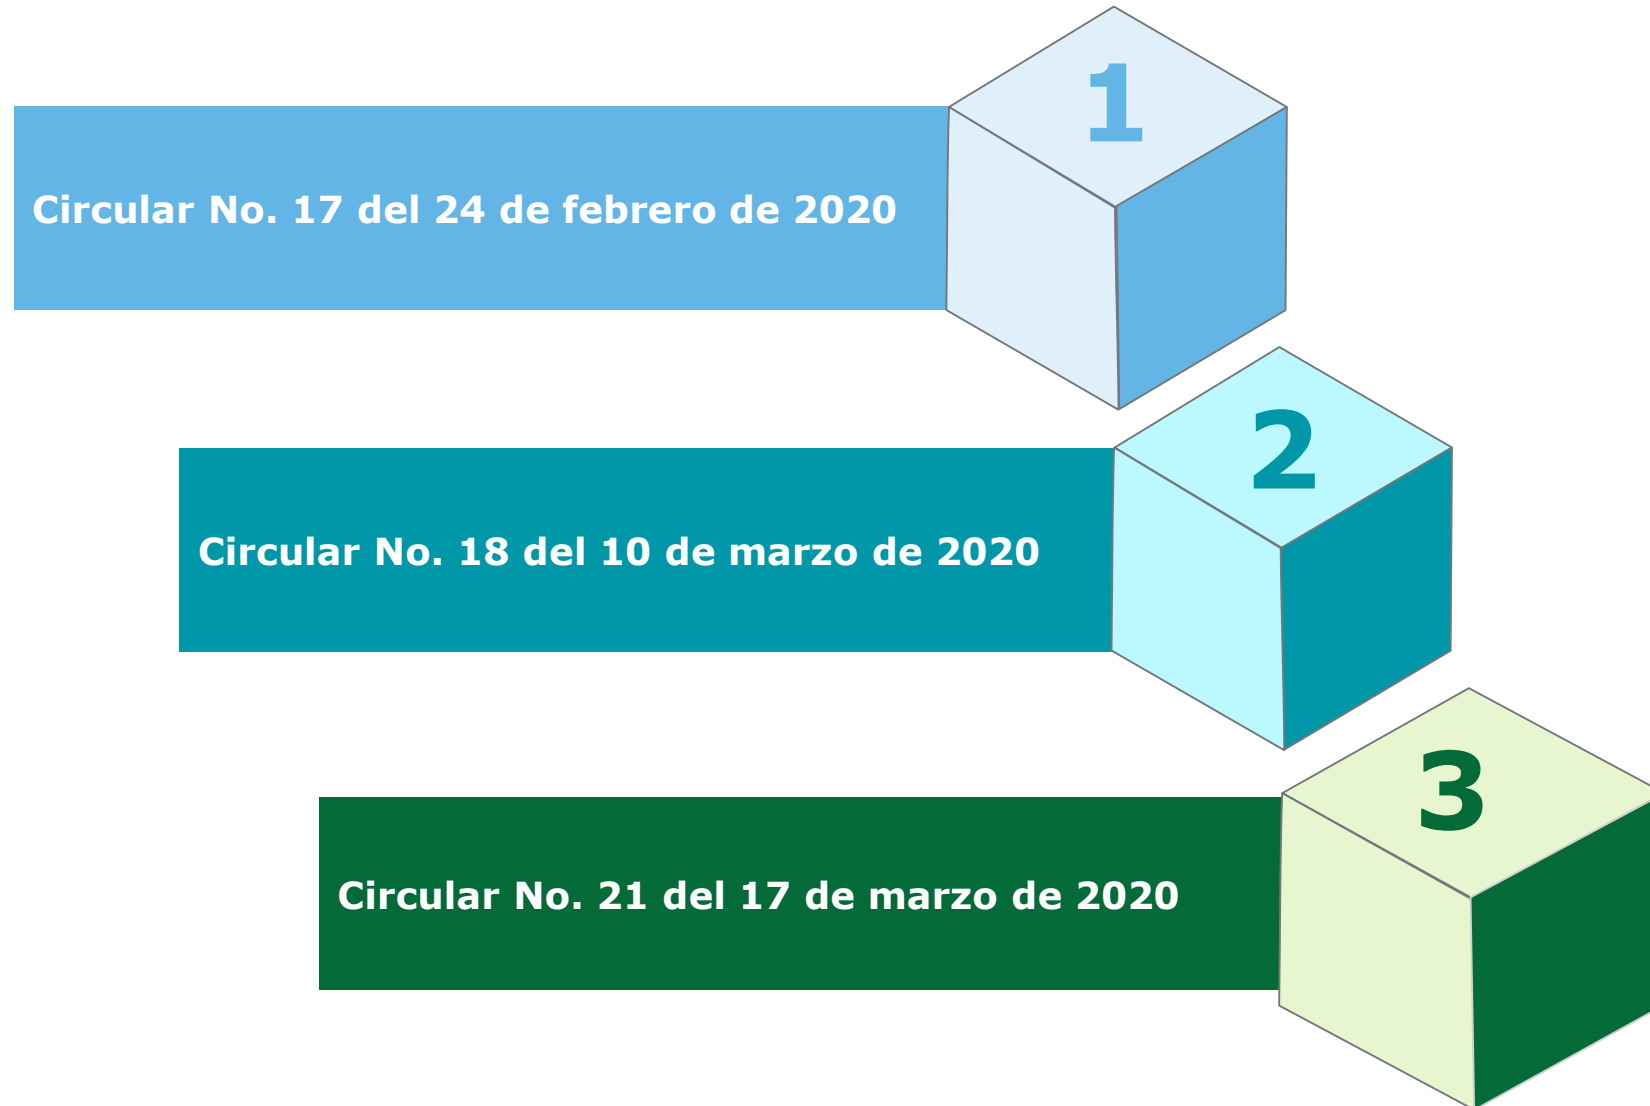 1
Circular No. 17 del 24 de febrero de 2020
2
Circular No. 18 del 10 de marzo de 2020
3
Circular No. 21 del 17 de marzo de 2020